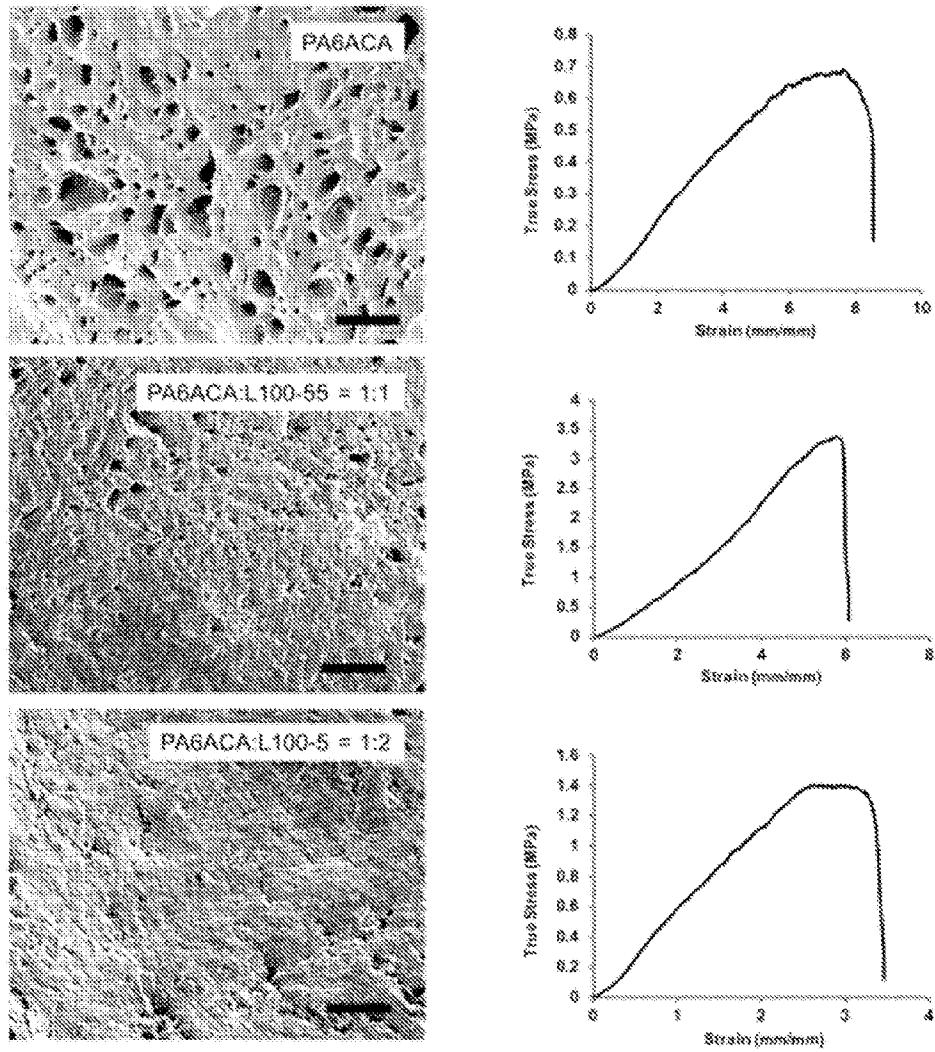 PA6ACA
0.8
0.7
0.6
0.5
0.4
0.3
0.2
0.1
0
True Sress (MPa)
0 2 4 6 8 10
Strain (mm/mm)
PA6ACA:L100-55 = 1:1
4
3.5
3
2.5
2
1.5
1
0.5
0
True Stress (MPa)
0 2 4 6 8
Strain (mm/mm)
PA6ACA:L100-5 = 1:2
1.6
1.4
1.2
1
0.8
0.6
0.4
0.2
0
True Stress (MPa)
0 1 2 3 4
Strain (mm/mm)